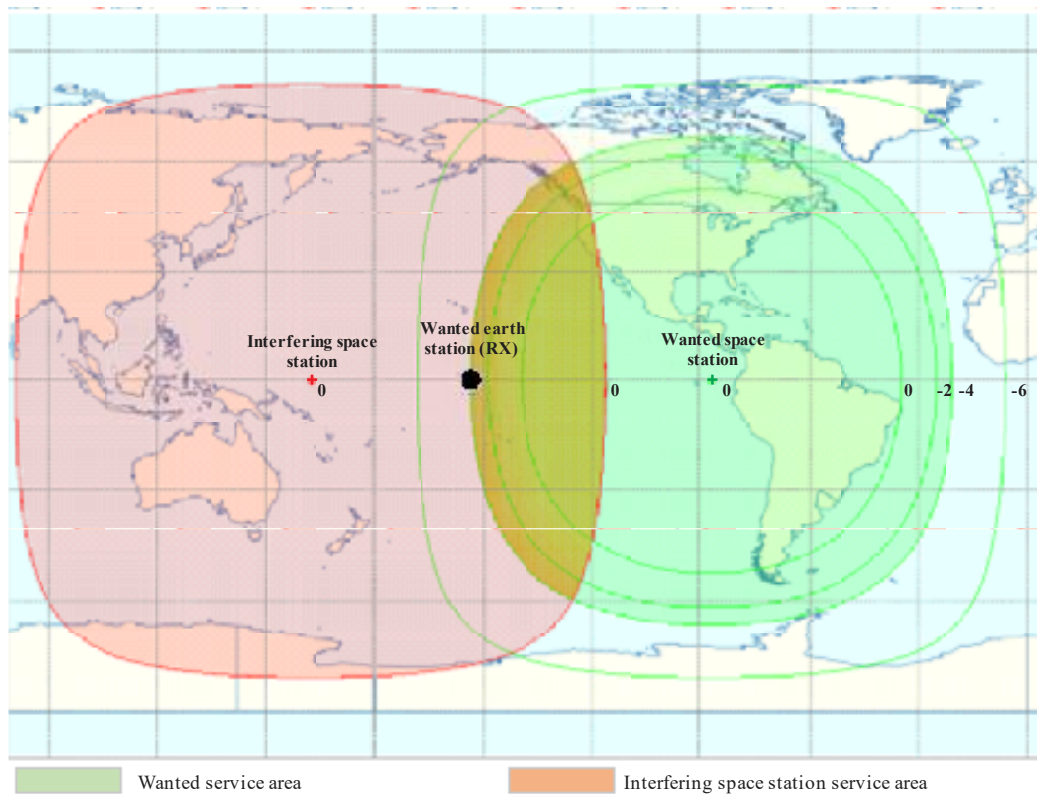 Interfering space
station
0
Wanted earth
station (RX)
0
Wanted space
station
0
0
-2
-4
-6
Wanted service area
Interfering space station service area